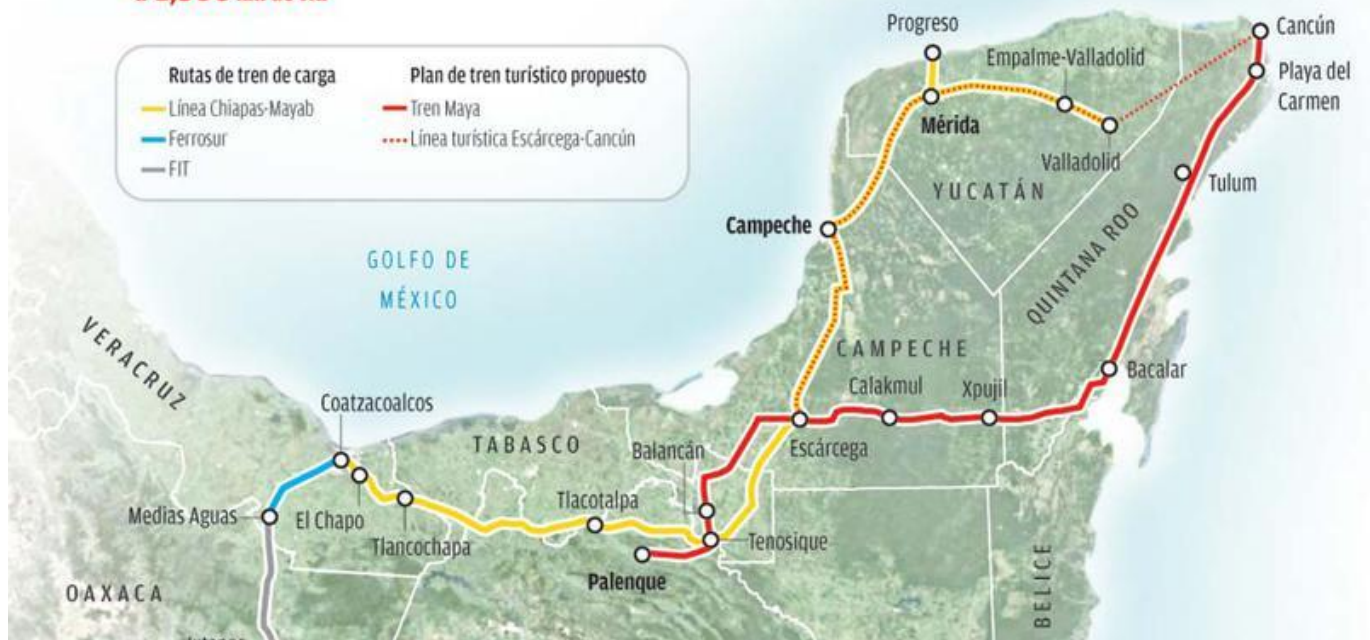 Rutas de tren de carga
Línea Chiapas-Mayab
Ferrosur
FIT
Plan de tren turístico propuesto
Tren Maya
Línea turística Escárcega-Cancún
Progreso
Cancún
Empalme-Valladolid
Playa del
Carmen
Mérida
Valladolid
Tulum
YUCATÁN
Campeche
QUINTANA ROO
GOLFO DE
MÉXICO
VERACRUZ
CAMPECHE
Calakmul
Xpujil
Bacalar
Coatzacoalcos
TABASCO
Balancán
Escárcega
Tlacotalpa
Medias Aguas
El Chapo
Tlancochapa
Tenosique
Palenque
OAXACA
BELICE